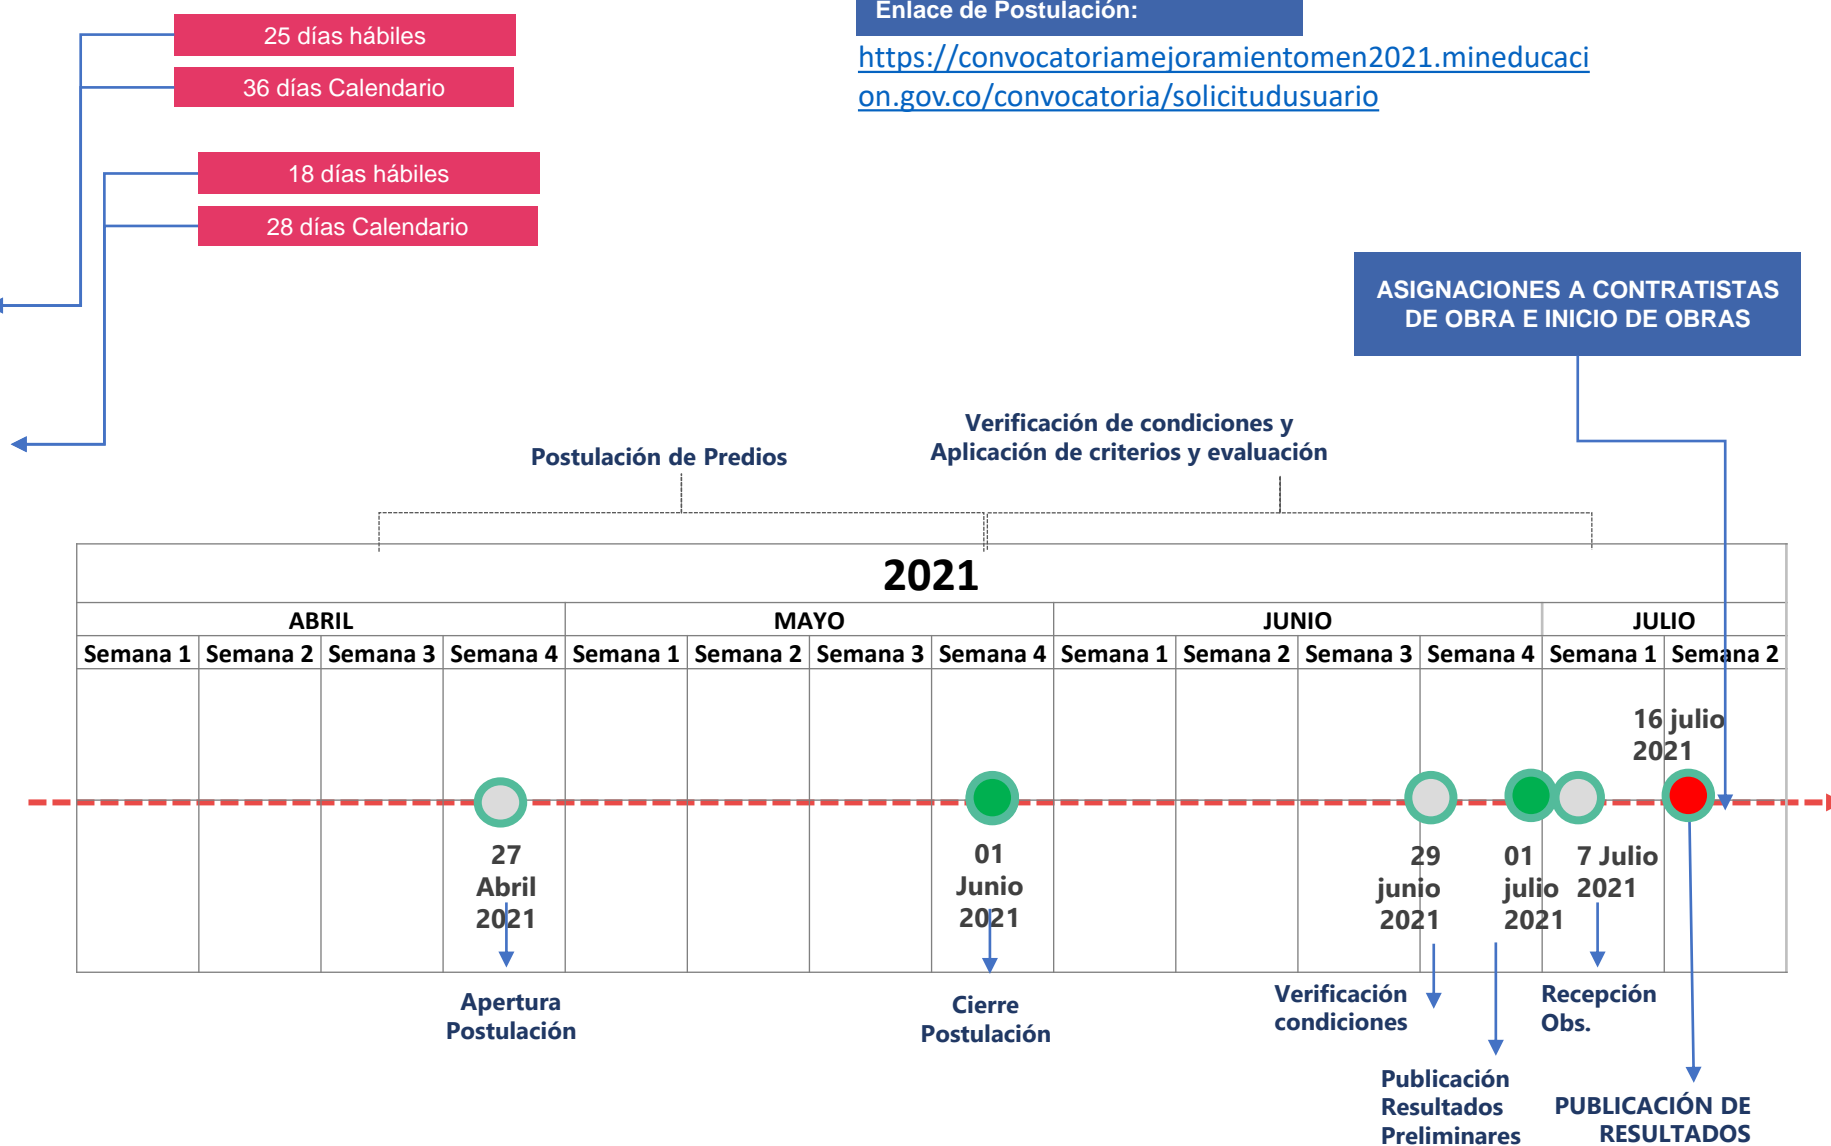 Enlace de Postulación:
https://convocatoriamejoramientomen2021.mineducaci
on.gov.co/convocatoria/solicitudusuario
25 días hábiles
36 días Calendario
18 días hábiles
28 días Calendario
ASIGNACIONES A CONTRATISTAS
DE OBRA E INICIO DE OBRAS
Postulación de Predios
Verificación de condiciones y
Aplicación de criterios y evaluación
2021
ABRIL MAYO JUNIO JULIO
Semana 1 Semana 2 Semana 3 Semana 4 Semana 1 Semana 2 Semana 3 Semana 4 Semana 1 Semana 2 Semana 3 Semana 4 Semana 1 Semana 2
16 julio
2021
27
Abril
2021
01
Junio
2021
29
junio
2021
01
julio
2021
7 Julio
2021
Apertura
Postulación
Cierre
Postulación
Verificación
condiciones
Publicación
Resultados
Preliminares
Recepción
Obs.
PUBLICACIÓN DE
RESULTADOS